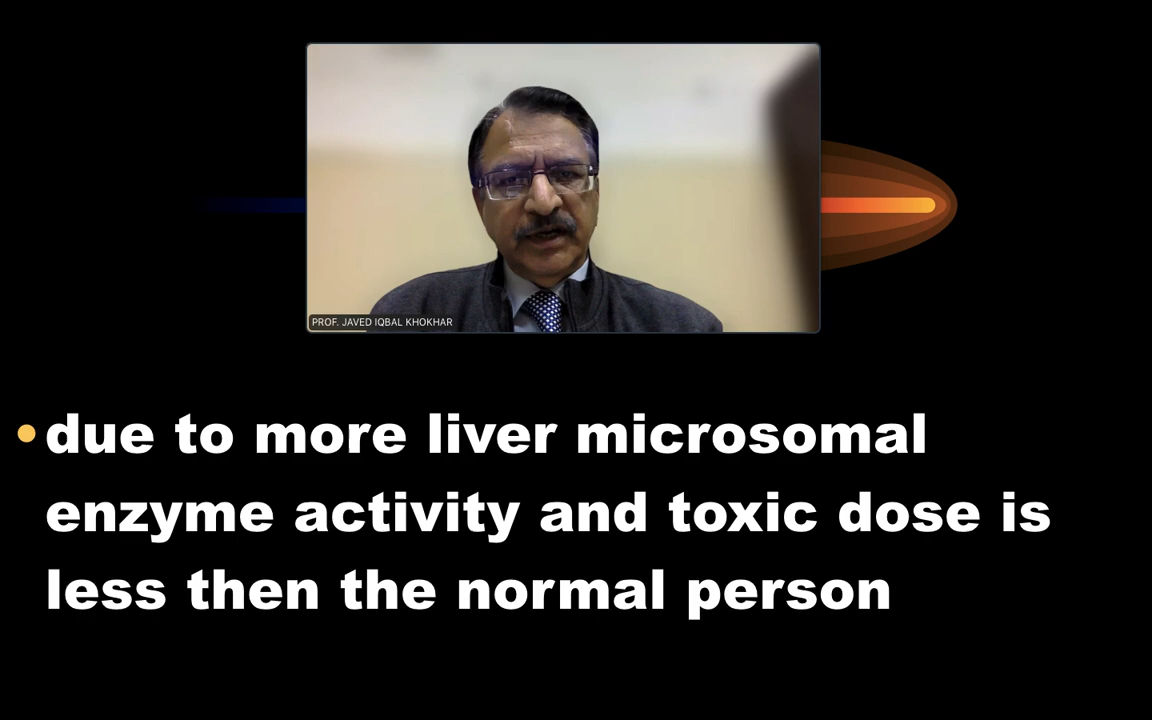 PROF. JAVED IQBAL KHOKHAR
•due to more liver microsomal
enzyme activity and toxic dose is
less then the normal person